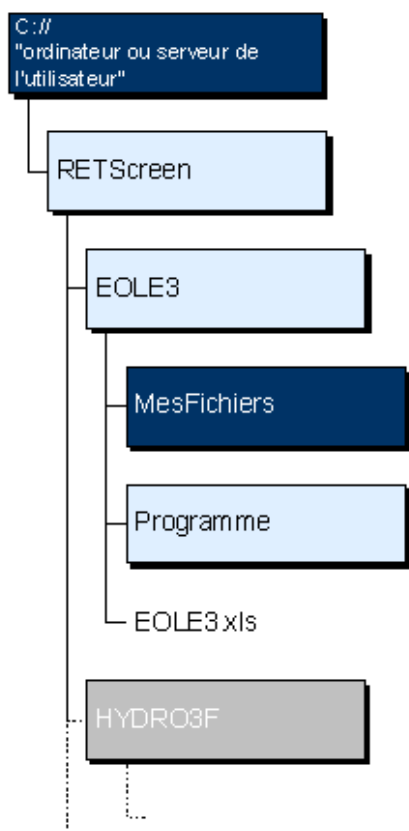 C://
"ordinateur ou serveur de
l'utilisateur"
RETScreen
EOLE3
MesFichiers
Programme
EOLE3.xls
HYDRO3F